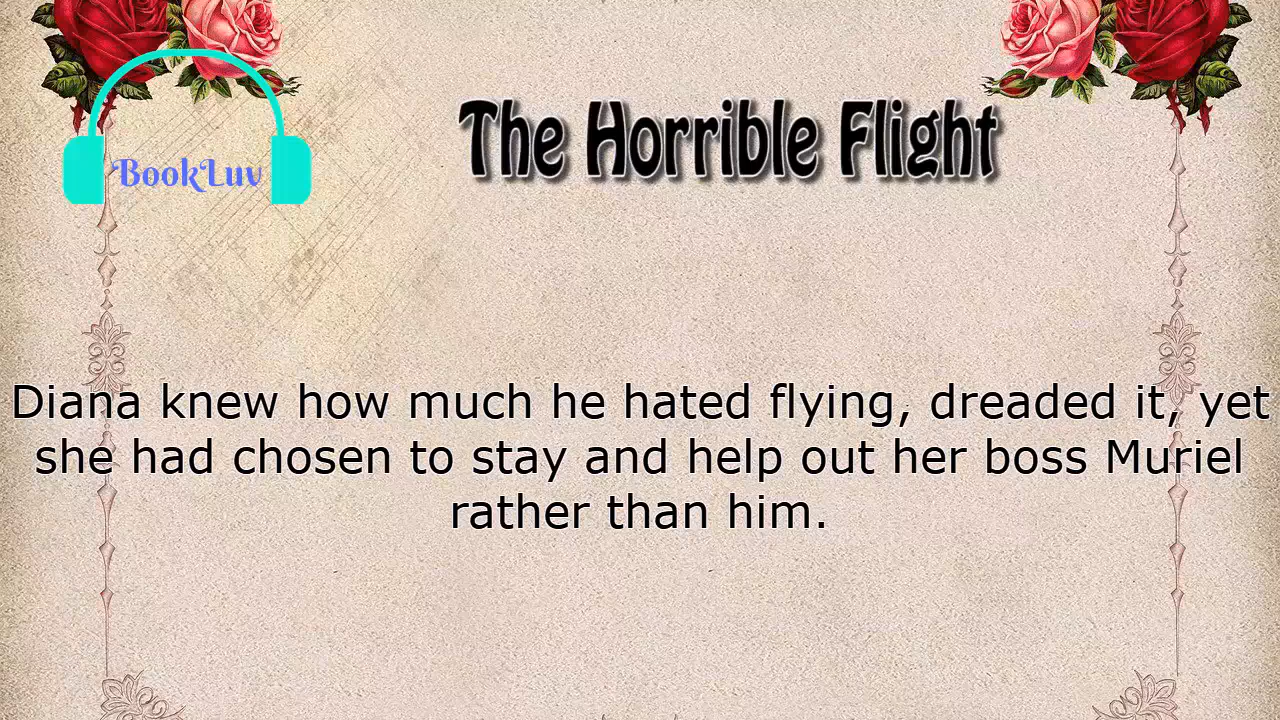 The Horrible Flight
BookLuv
Diana knew how much he hated flying, dreaded it, yet
she had chosen to stay and help out her boss Muriel
rather than him.